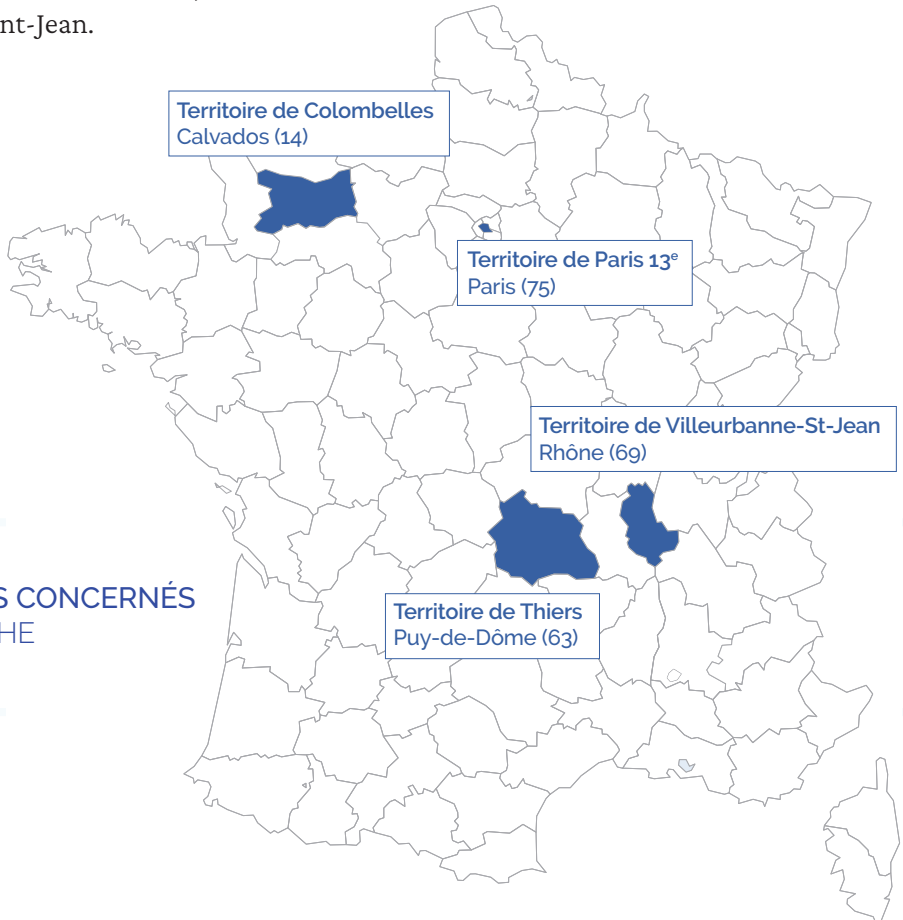 nt-Jean.
Territoire de Colombelles
Calvados (14)
Territoire de Paris 13e
Paris (75)
Territoire de Villeurbanne-St-Jean
Rhône (69)
S CONCERNÉS
HE
Territoire de Thiers
Puy-de-Dôme (63)